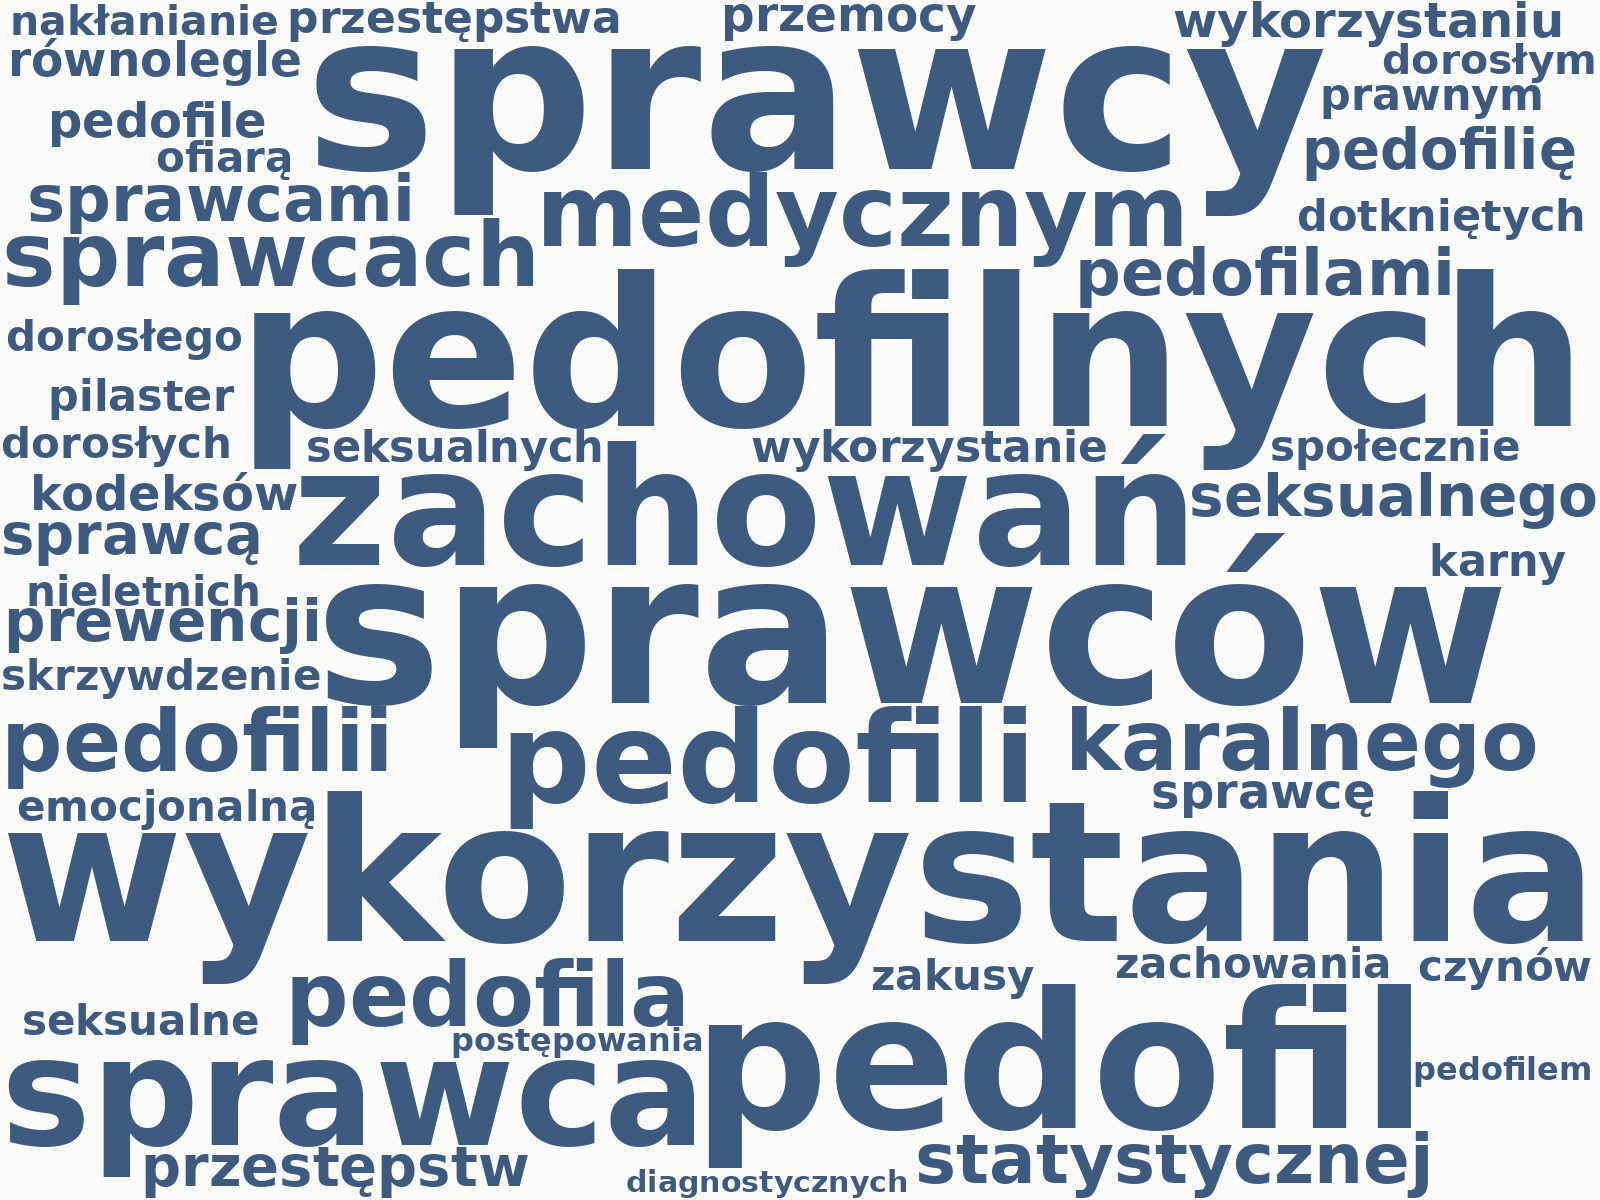 nakłanianie przestępstwa przemocy wykorzystaniu
równolegle sprawcy dorosłym
pedofile prawnym
ofiarą pedofilię
sprawcami medycznym dotkniętych
sprawcach pedofilami
dorosłego pedofilnych
pilaster
dorosłych seksualnych wykorzystanie społecznie
kodeksów zachowań seksualnego
sprawcą karny
nieletnich
prewencji sprawców
skrzywdzenie
pedofilii pedofili karalnego
emocjonalną sprawcę
wykorzystania
pedofila zakusy zachowania czynów
seksualne postępowania pedofil pedofilem
sprawca
przestępstw diagnostycznych statystycznej